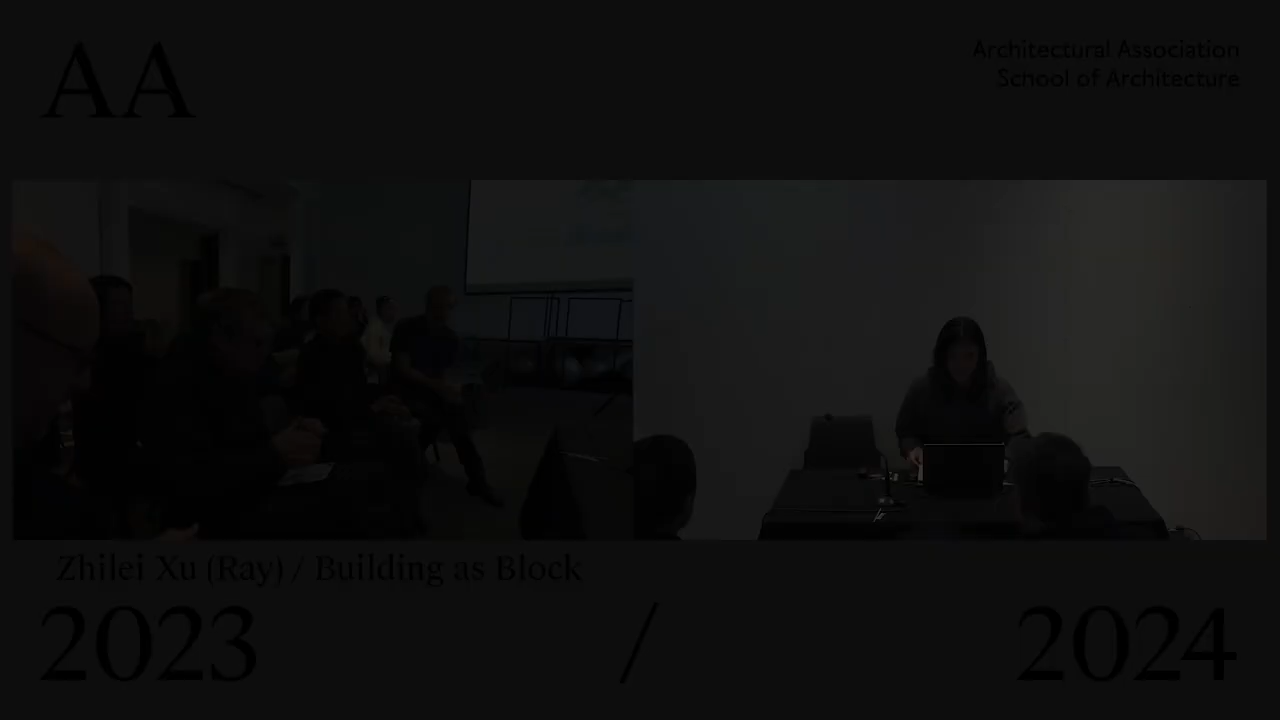 AA
Architectural Association
School of Architecture
Zhilei Xu (Ray) / Building as Block
2023 / 2024